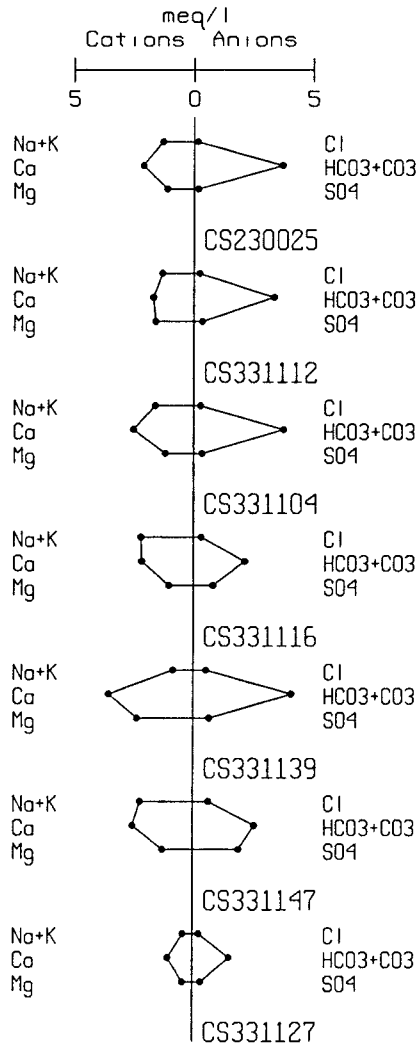 meq/l
Cations Anions
5 0 5
Na+K Cl
Ca HCO3+CO3
Mg SO4
CS230025
Na+K Cl
Ca HCO3+CO3
Mg SO4
CS331112
Na+K Cl
Ca HCO3+CO3
Mg SO4
CS331104
Na+K Cl
Ca HCO3+CO3
Mg SO4
CS331116
Na+K Cl
Ca HCO3+CO3
Mg SO4
CS331139
Na+K Cl
Ca HCO3+CO3
Mg SO4
CS331147
Na+K Cl
Ca HCO3+CO3
Mg SO4
CS331127